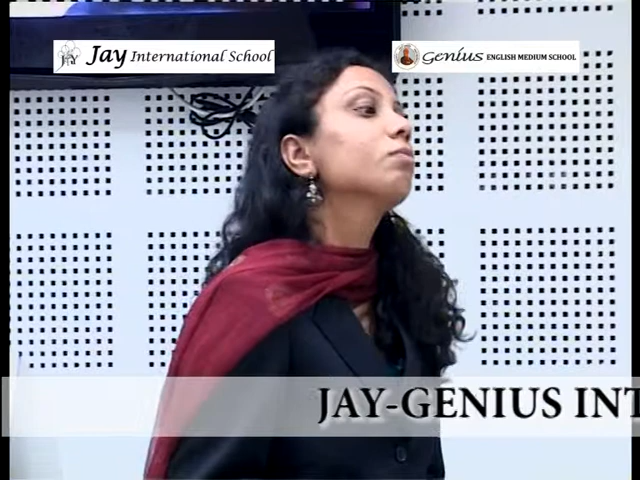 Jay International School
Genius ENGLISH MEDIUM SCHOOL
JAY-GENIUS INT